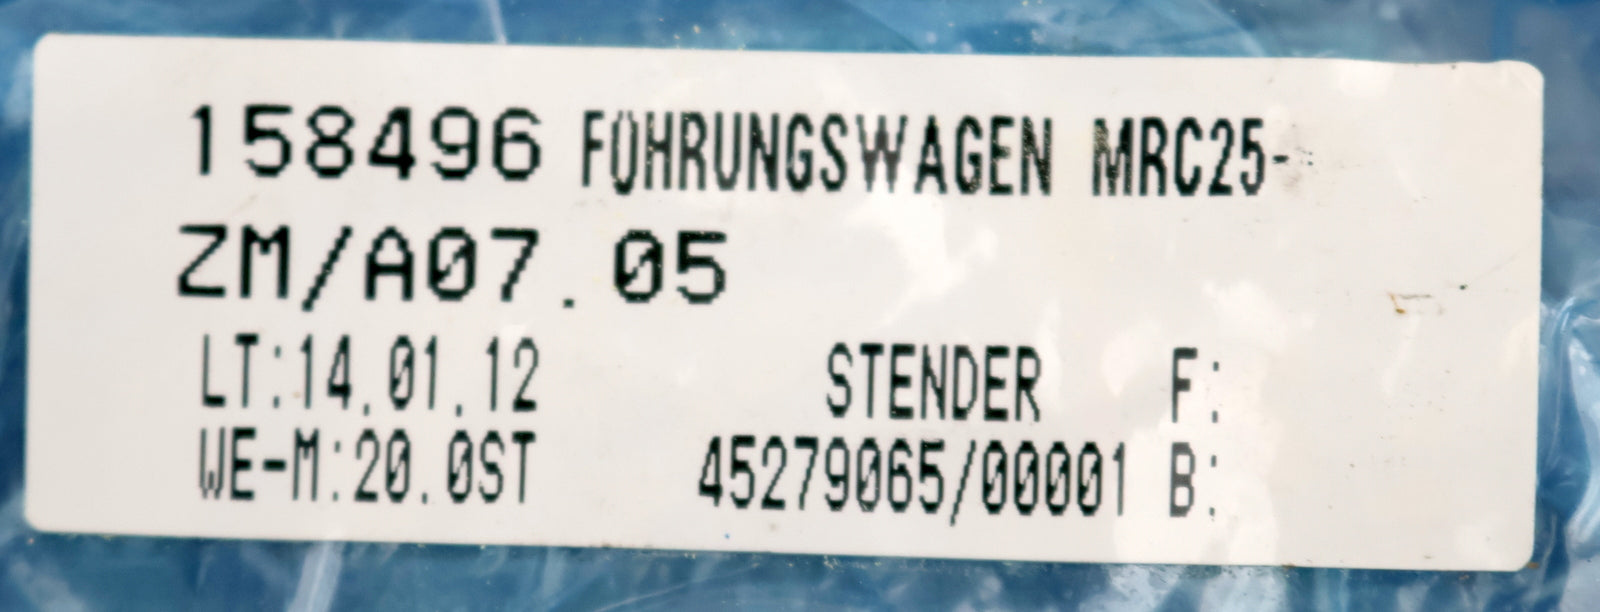 158496 FÜHRUNGSWAGEN MRC25-
ZM/A07.05
LT:14.01.12 STENDER F:
WE-M:20.0ST 45279065/00001 B: